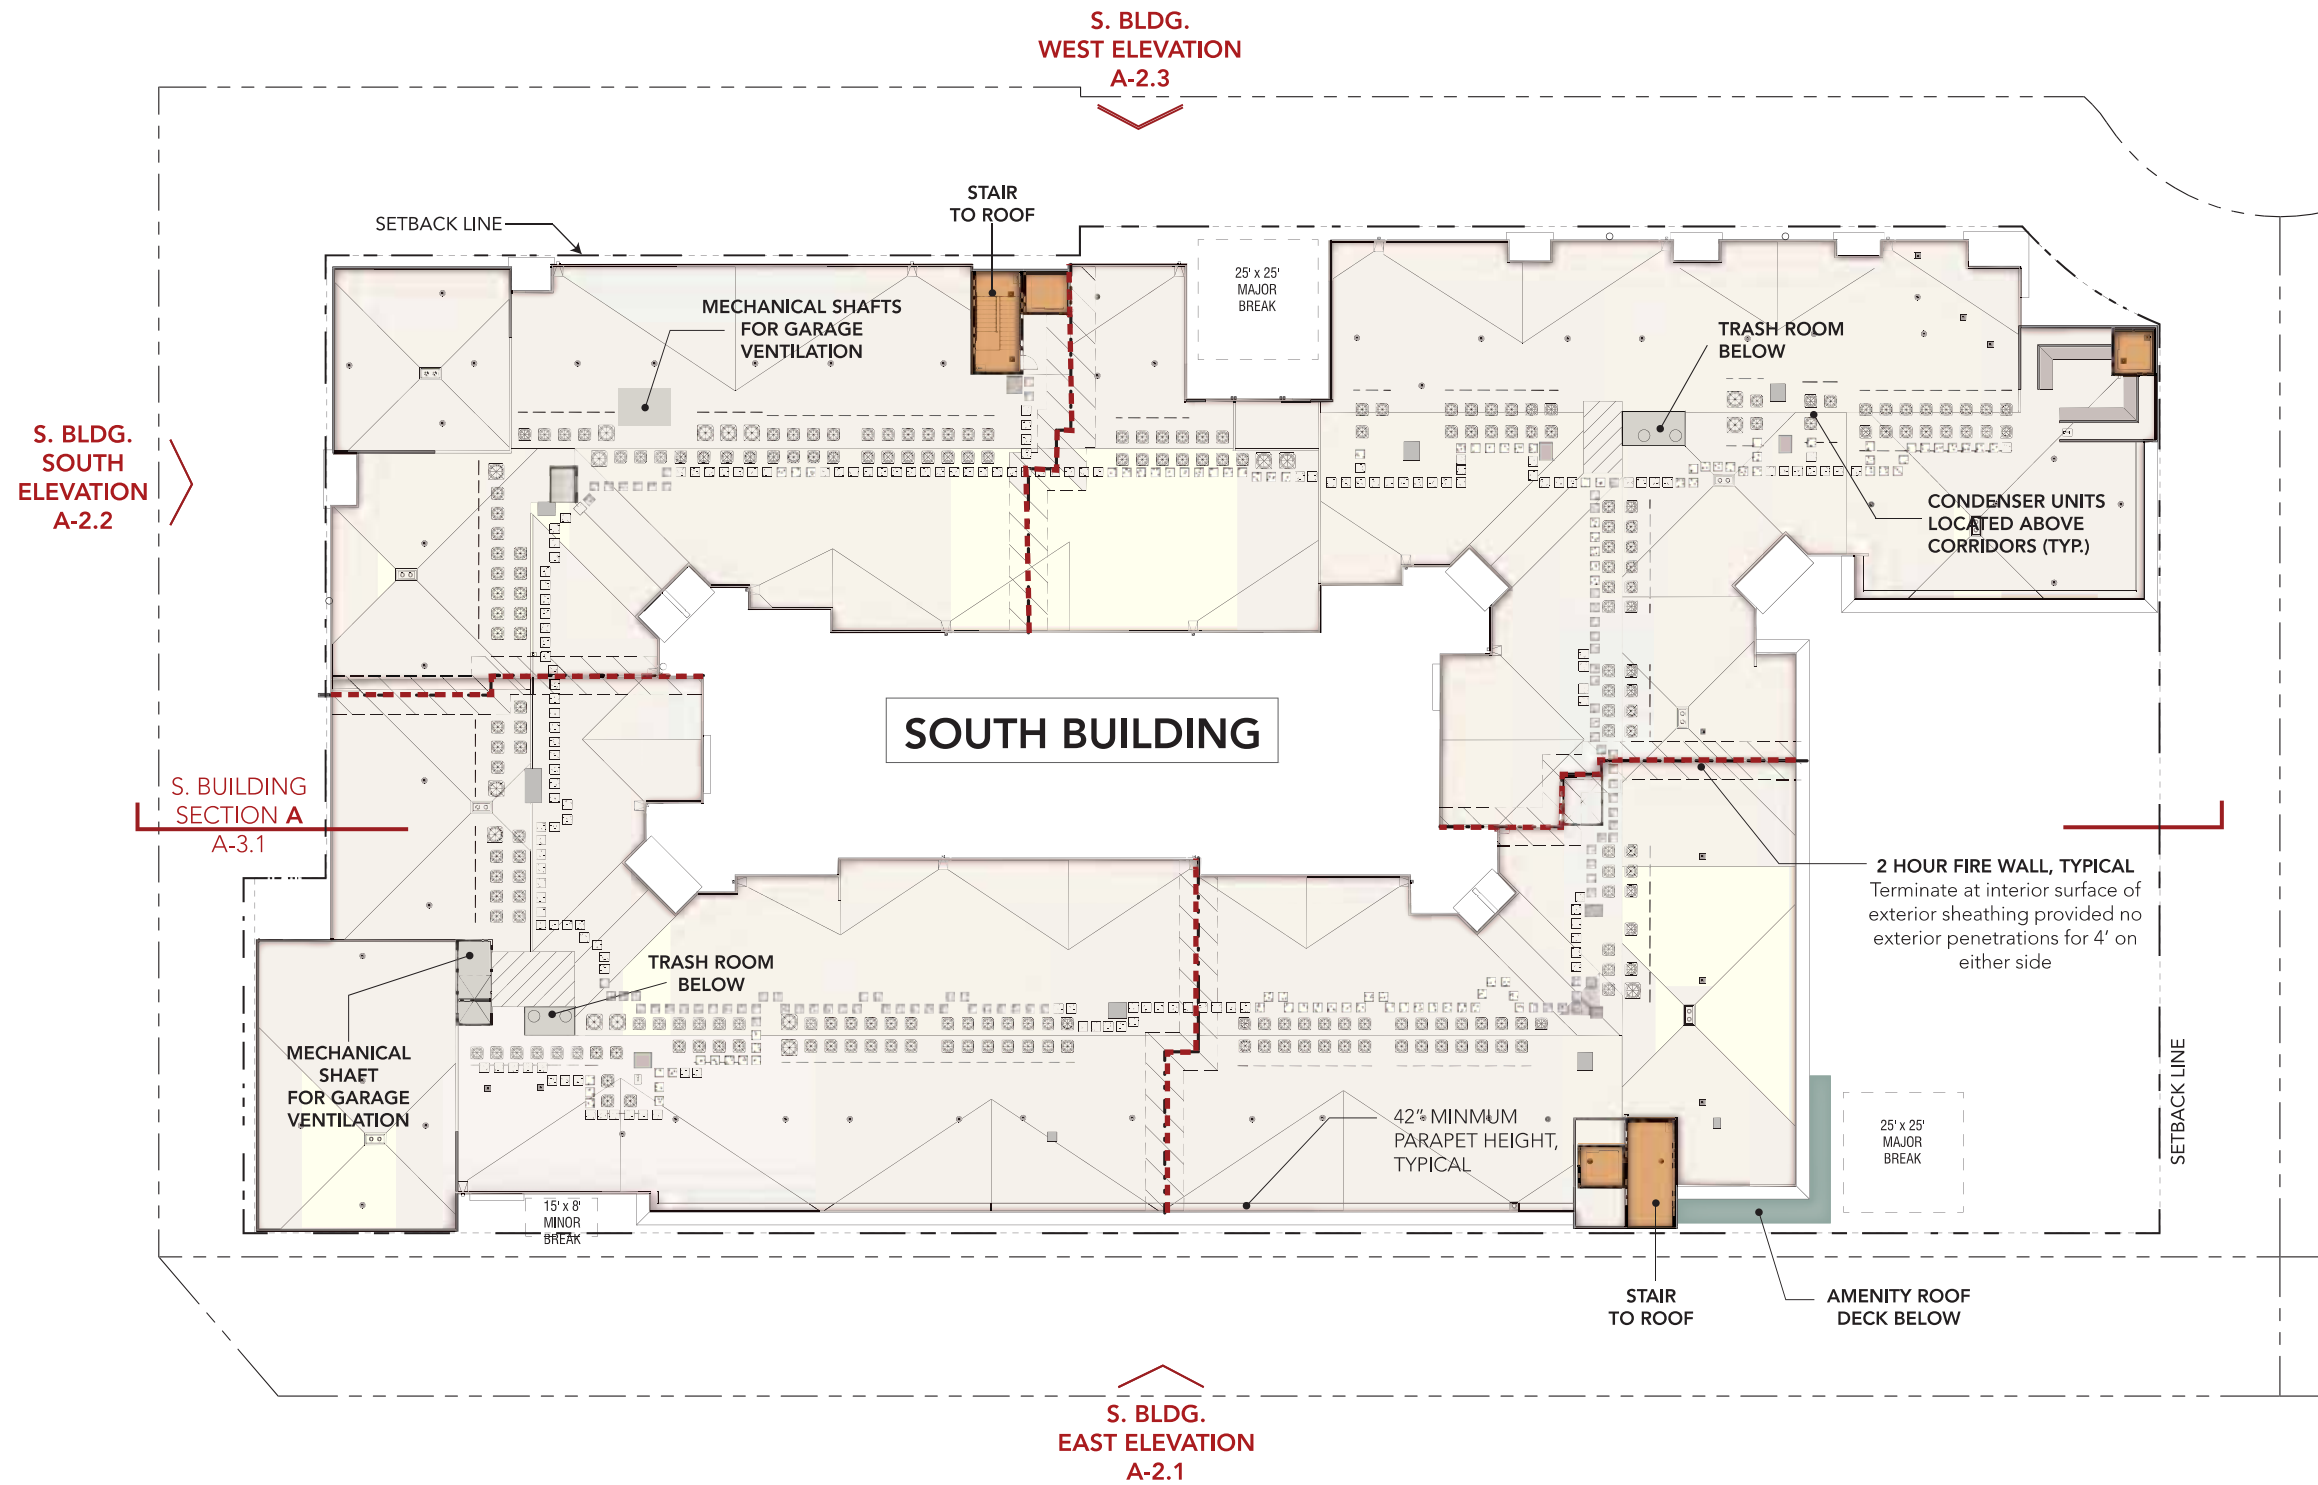 S. BLDG.
WEST ELEVATION
A-2.3
STAIR
TO ROOF
SETBACK LINE
25' x 25'
MAJOR
BREAK
MECHANICAL SHAFTS
FOR GARAGE
VENTILATION
TRASH ROOM
BELOW
S. BLDG.
SOUTH
ELEVATION
A-2.2
CONDENSER UNITS
LOCATED ABOVE
CORRIDORS (TYP.)
SOUTH BUILDING
S. BUILDING
SECTION A
A-3.1
2 HOUR FIRE WALL, TYPICAL
Terminate at interior surface of
exterior sheathing provided no
exterior penetrations for 4' on
either side
TRASH ROOM
BELOW
MECHANICAL
SHAFT
FOR GARAGE
VENTILATION
42" MINMUM
PARAPET HEIGHT,
TYPICAL
25' x 25'
MAJOR
BREAK
SETBACK LINE
15' x 8'
MINOR
BREAK
STAIR
TO ROOF
AMENITY ROOF
DECK BELOW
S. BLDG.
EAST ELEVATION
A-2.1